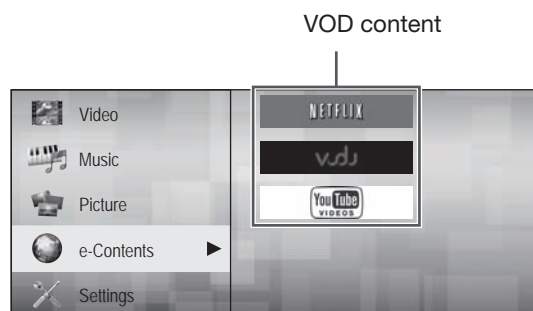 VOD content
Video
Music
Picture
e-Contents
Settings
NETFLIX
vudu
You Tube
VIDEOS